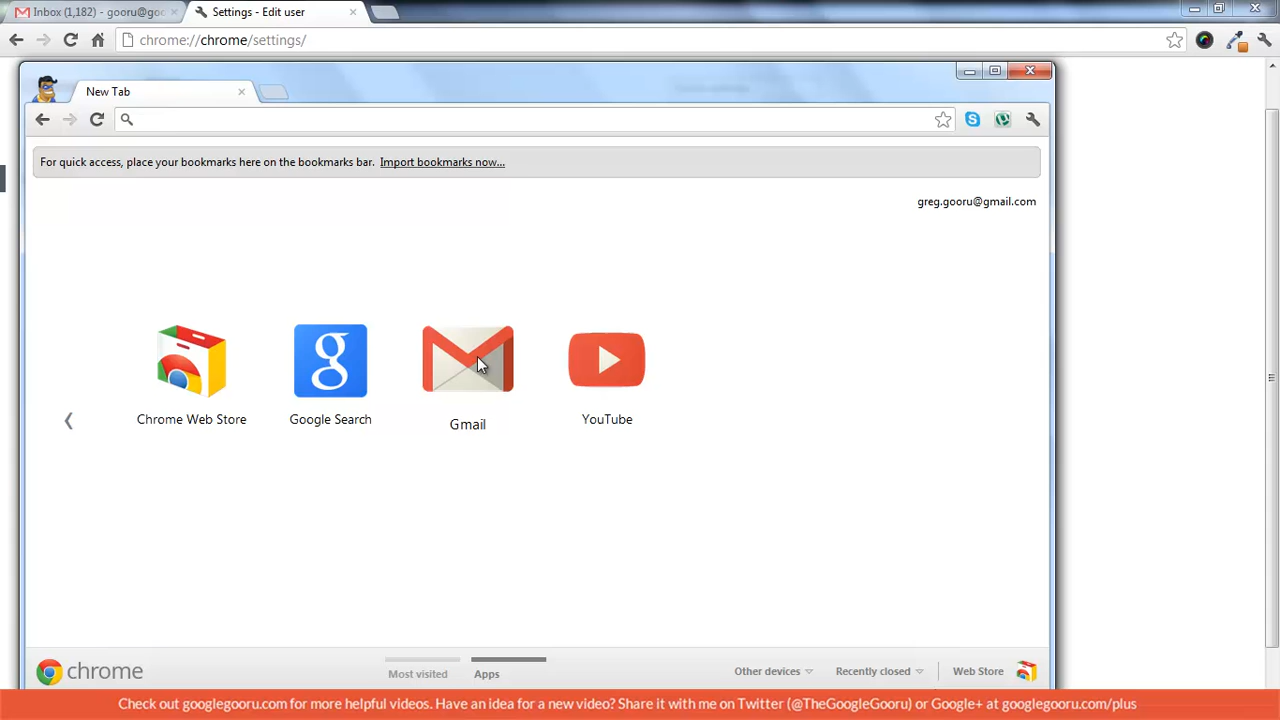 Inbox (1,182) - gooru@goo
Settings - Edit user
chrome://chrome/settings/
New Tab
For quick access, place your bookmarks here on the bookmarks bar. Import bookmarks now...
greg.gooru@gmail.com
Chrome Web Store
Google Search
Gmail
YouTube
chrome
Most visited
Apps
Other devices
Recently closed
Web Store
Check out googlegooru.com for more helpful videos. Have an idea for a new video? Share it with me on Twitter (@TheGoogleGooru) or Google+ at googlegooru.com/plus